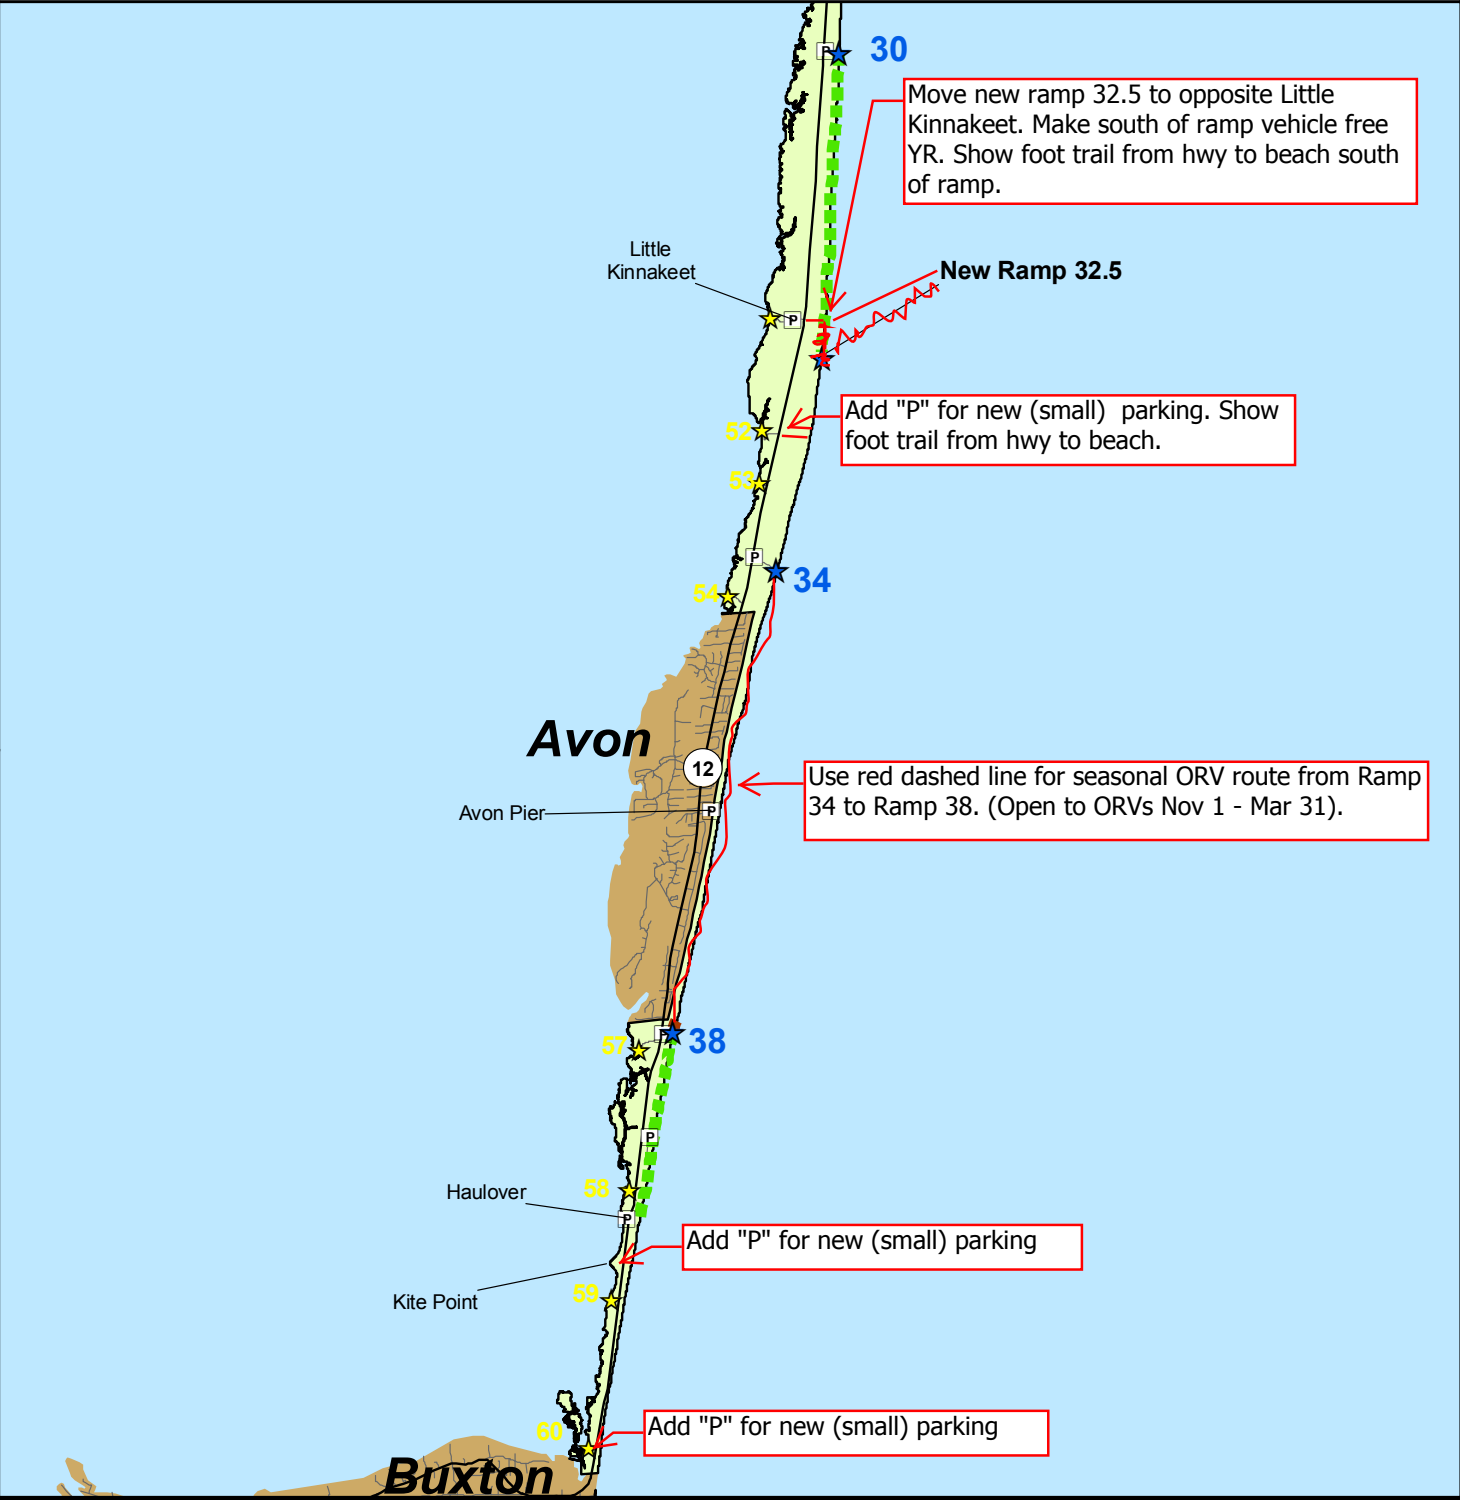 P
30
Move new ramp 32.5 to opposite Little
Kinnakeet. Make south of ramp vehicle free
YR. Show foot trail from hwy to beach south
of ramp.
Little
Kinnakeet
New Ramp 32.5
P
Add "P" for new (small)  parking. Show
foot trail from hwy to beach.
52
53
P
34
54
Avon
12
Use red dashed line for seasonal ORV route from Ramp
34 to Ramp 38. (Open to ORVs Nov 1 - Mar 31).
Avon Pier
P
P
38
57
P
58
Haulover
P
Add "P" for new (small) parking
Kite Point
59
Add "P" for new (small) parking
60
Buxton